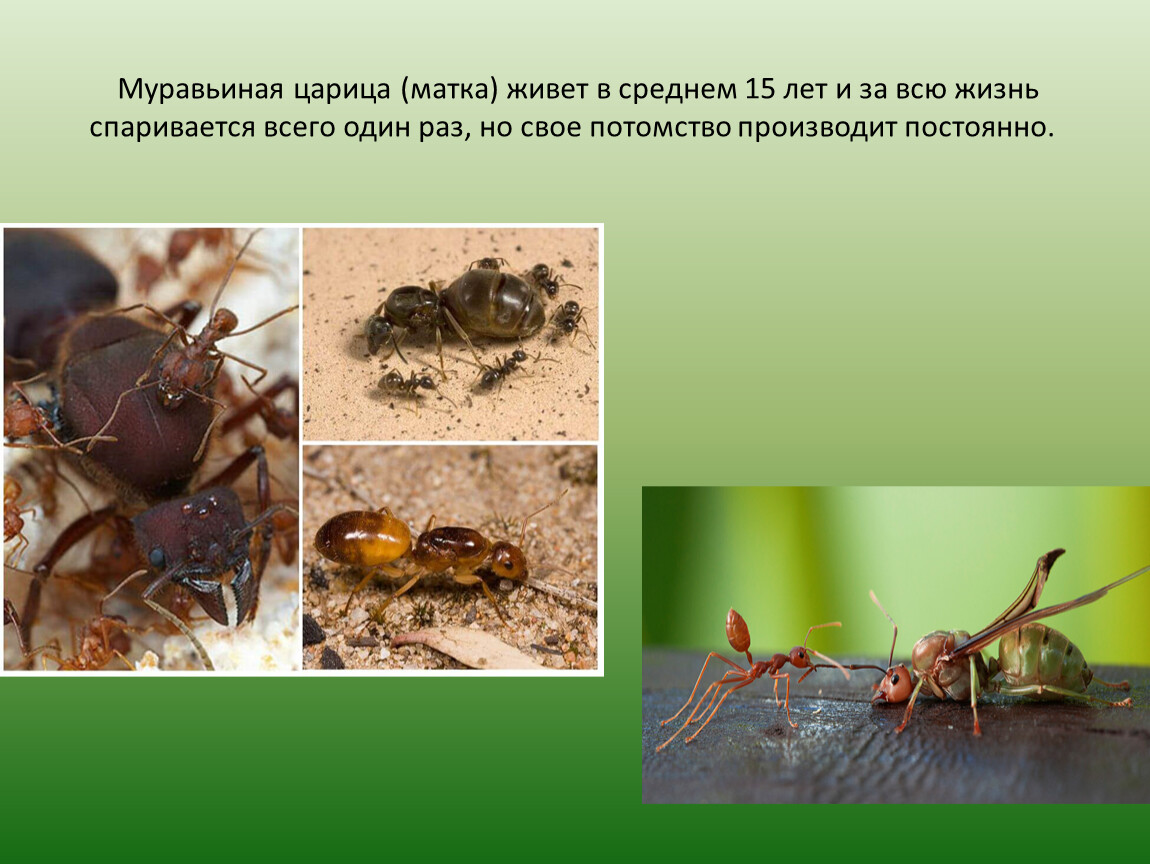 Муравьиная царица (матка) живет в среднем 15 лет и за всю жизнь
спаривается всего один раз, но свое потомство производит постоянно.